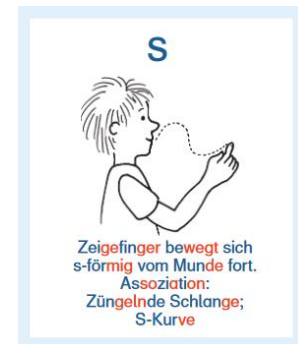 S
Zeigefinger bewegt sich
s-förmig vom Munde fort.
Assoziation:
Züngelnde Schlange;
S-Kurve